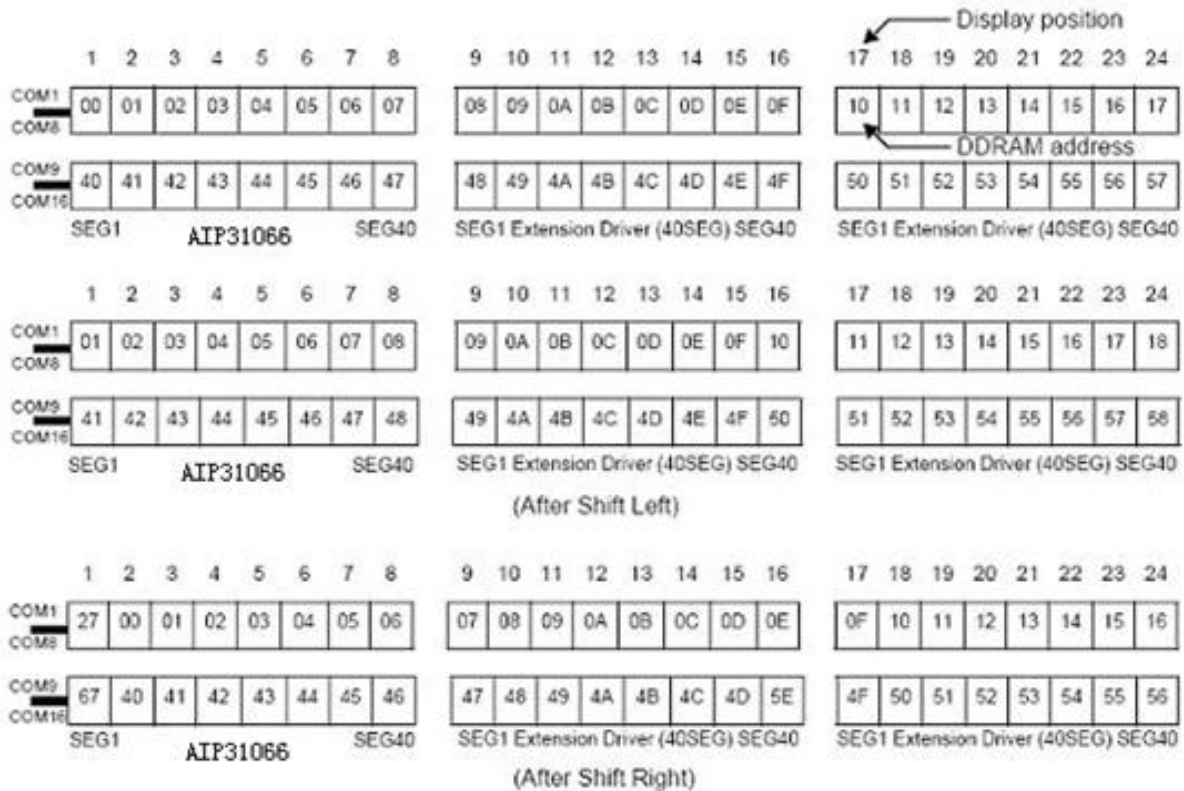 Display position
1 2 3 4 5 6 7 8 9 10 11 12 13 14 15 16 17 18 19 20 21 22 23 24
COM1
COM8
00 01 02 03 04 05 06 07 08 09 0A 0B 0C 0D 0E 0F 10 11 12 13 14 15 16 17
DDRAM address
COM9
COM16
40 41 42 43 44 45 46 47 48 49 4A 4B 4C 4D 4E 4F 50 51 52 53 54 55 56 57
SEG1 AIP31066 SEG40 SEG1 Extension Driver (40SEG) SEG40 SEG1 Extension Driver (40SEG) SEG40
1 2 3 4 5 6 7 8 9 10 11 12 13 14 15 16 17 18 19 20 21 22 23 24
COM1
COM8
01 02 03 04 05 06 07 08 09 0A 0B 0C 0D 0E 0F 10 11 12 13 14 15 16 17 18
COM9
COM16
41 42 43 44 45 46 47 48 49 4A 4B 4C 4D 4E 4F 50 51 52 53 54 55 56 57 58
SEG1 AIP31066 SEG40 SEG1 Extension Driver (40SEG) SEG40 SEG1 Extension Driver (40SEG) SEG40
(After Shift Left)
1 2 3 4 5 6 7 8 9 10 11 12 13 14 15 16 17 18 19 20 21 22 23 24
COM1
COM8
27 00 01 02 03 04 05 06 07 08 09 0A 0B 0C 0D 0E 0F 10 11 12 13 14 15 16
COM9
COM16
67 40 41 42 43 44 45 46 47 48 49 4A 4B 4C 4D 5E 4F 50 51 52 53 54 55 56
SEG1 AIP31066 SEG40 SEG1 Extension Driver (40SEG) SEG40 SEG1 Extension Driver (40SEG) SEG40
(After Shift Right)